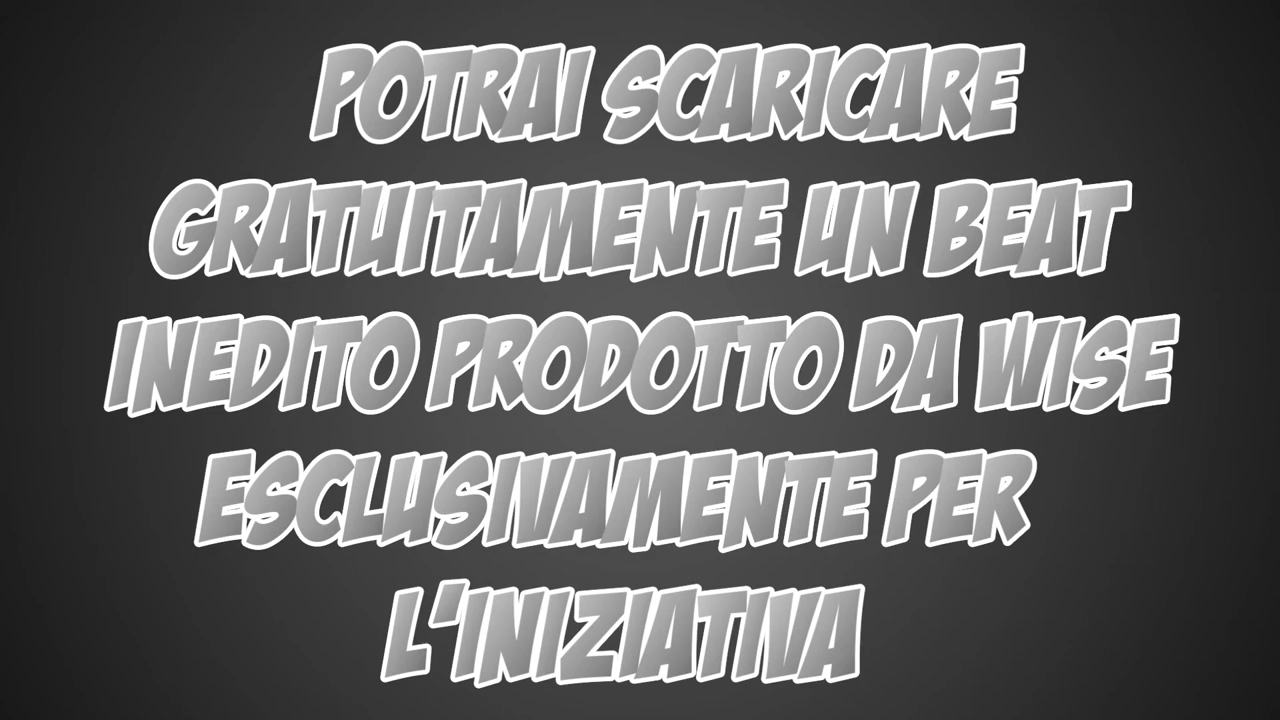 POTRAI SCARICARE
GRATUITAMENTE UN BEAT
INEDITO PRODOTTO DA WISE
ESCLUSIVAMENTE PER
L'INIZIATIVA